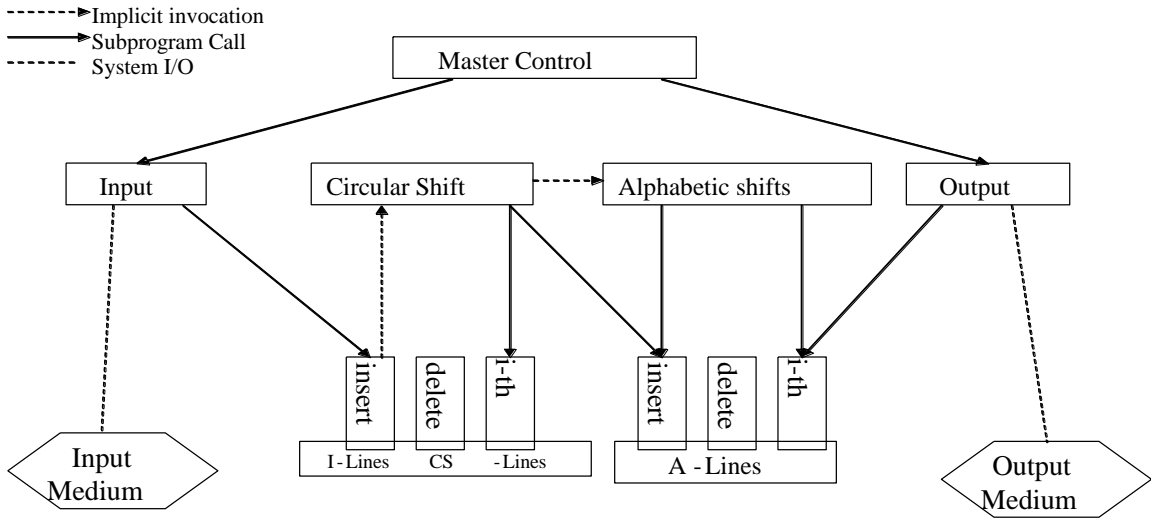 Implicit invocation
Subprogram Call
System I/O
Master Control
Input
Circular Shift
Alphabetic shifts
Output
insert
delete
i-th
insert
delete
i-th
I - Lines CS - Lines
A - Lines
Input
Medium
Output
Medium